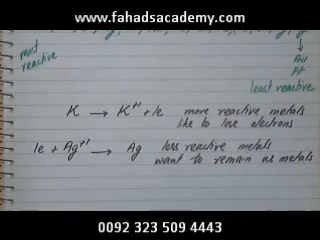 www.fahadsacademy.com
most
reactive
Au
Pt
least reactive
K → K⁺¹ + 1e more reactive metals
like to lose electrons
1e + Ag⁺¹ → Ag less reactive metals
want to remain as metals
0092 323 509 4443